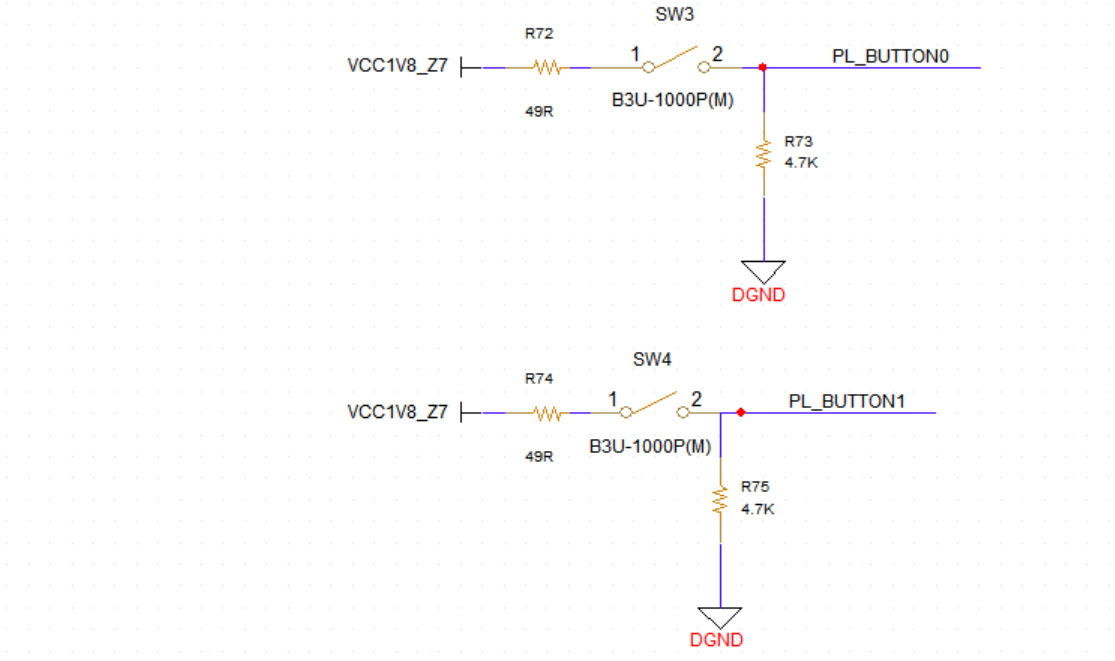 SW3
R72
VCC1V8_Z7
1
2
PL_BUTTON0
49R
B3U-1000P(M)
R73
4.7K
DGND
SW4
R74
VCC1V8_Z7
1
2
PL_BUTTON1
49R
B3U-1000P(M)
R75
4.7K
DGND